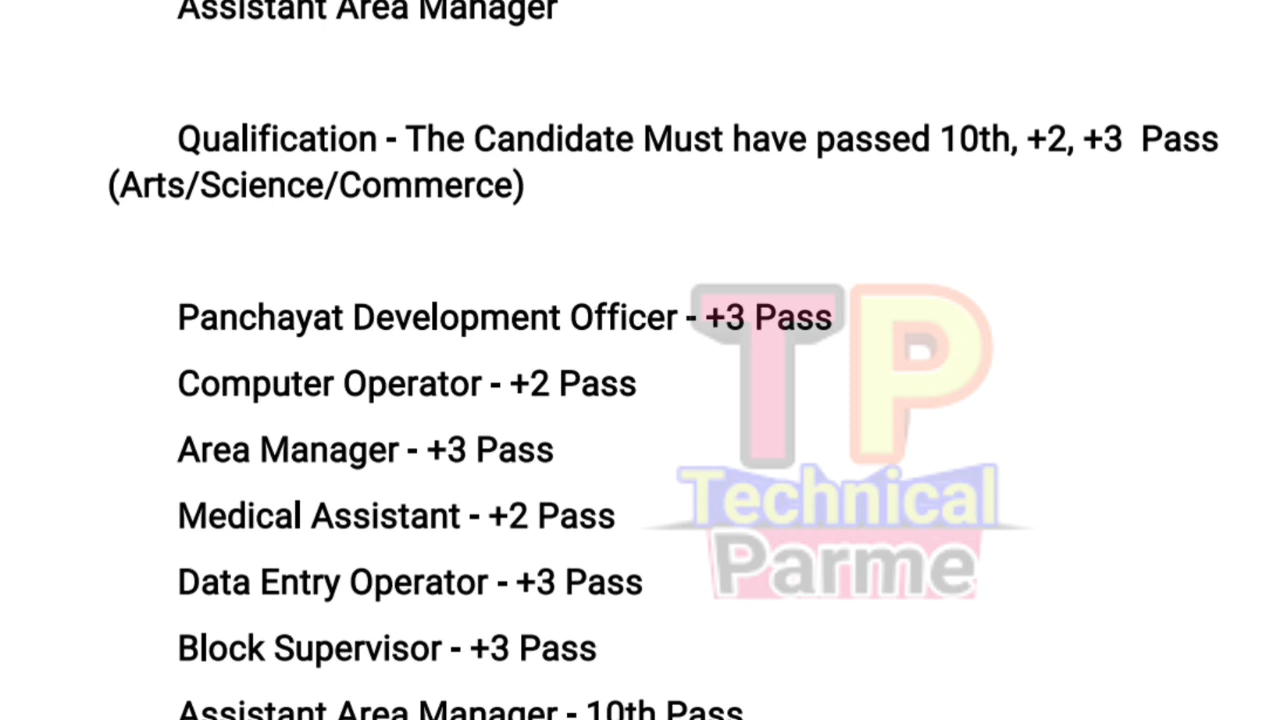 Assistant Area Manager
Qualification - The Candidate Must have passed 10th, +2, +3 Pass
(Arts/Science/Commerce)
Panchayat Development Officer - +3 Pass
Computer Operator - +2 Pass
Area Manager - +3 Pass
Medical Assistant - +2 Pass
Data Entry Operator - +3 Pass
Block Supervisor - +3 Pass
Assistant Area Manager - 10th Pass
TP
Technical
Parme